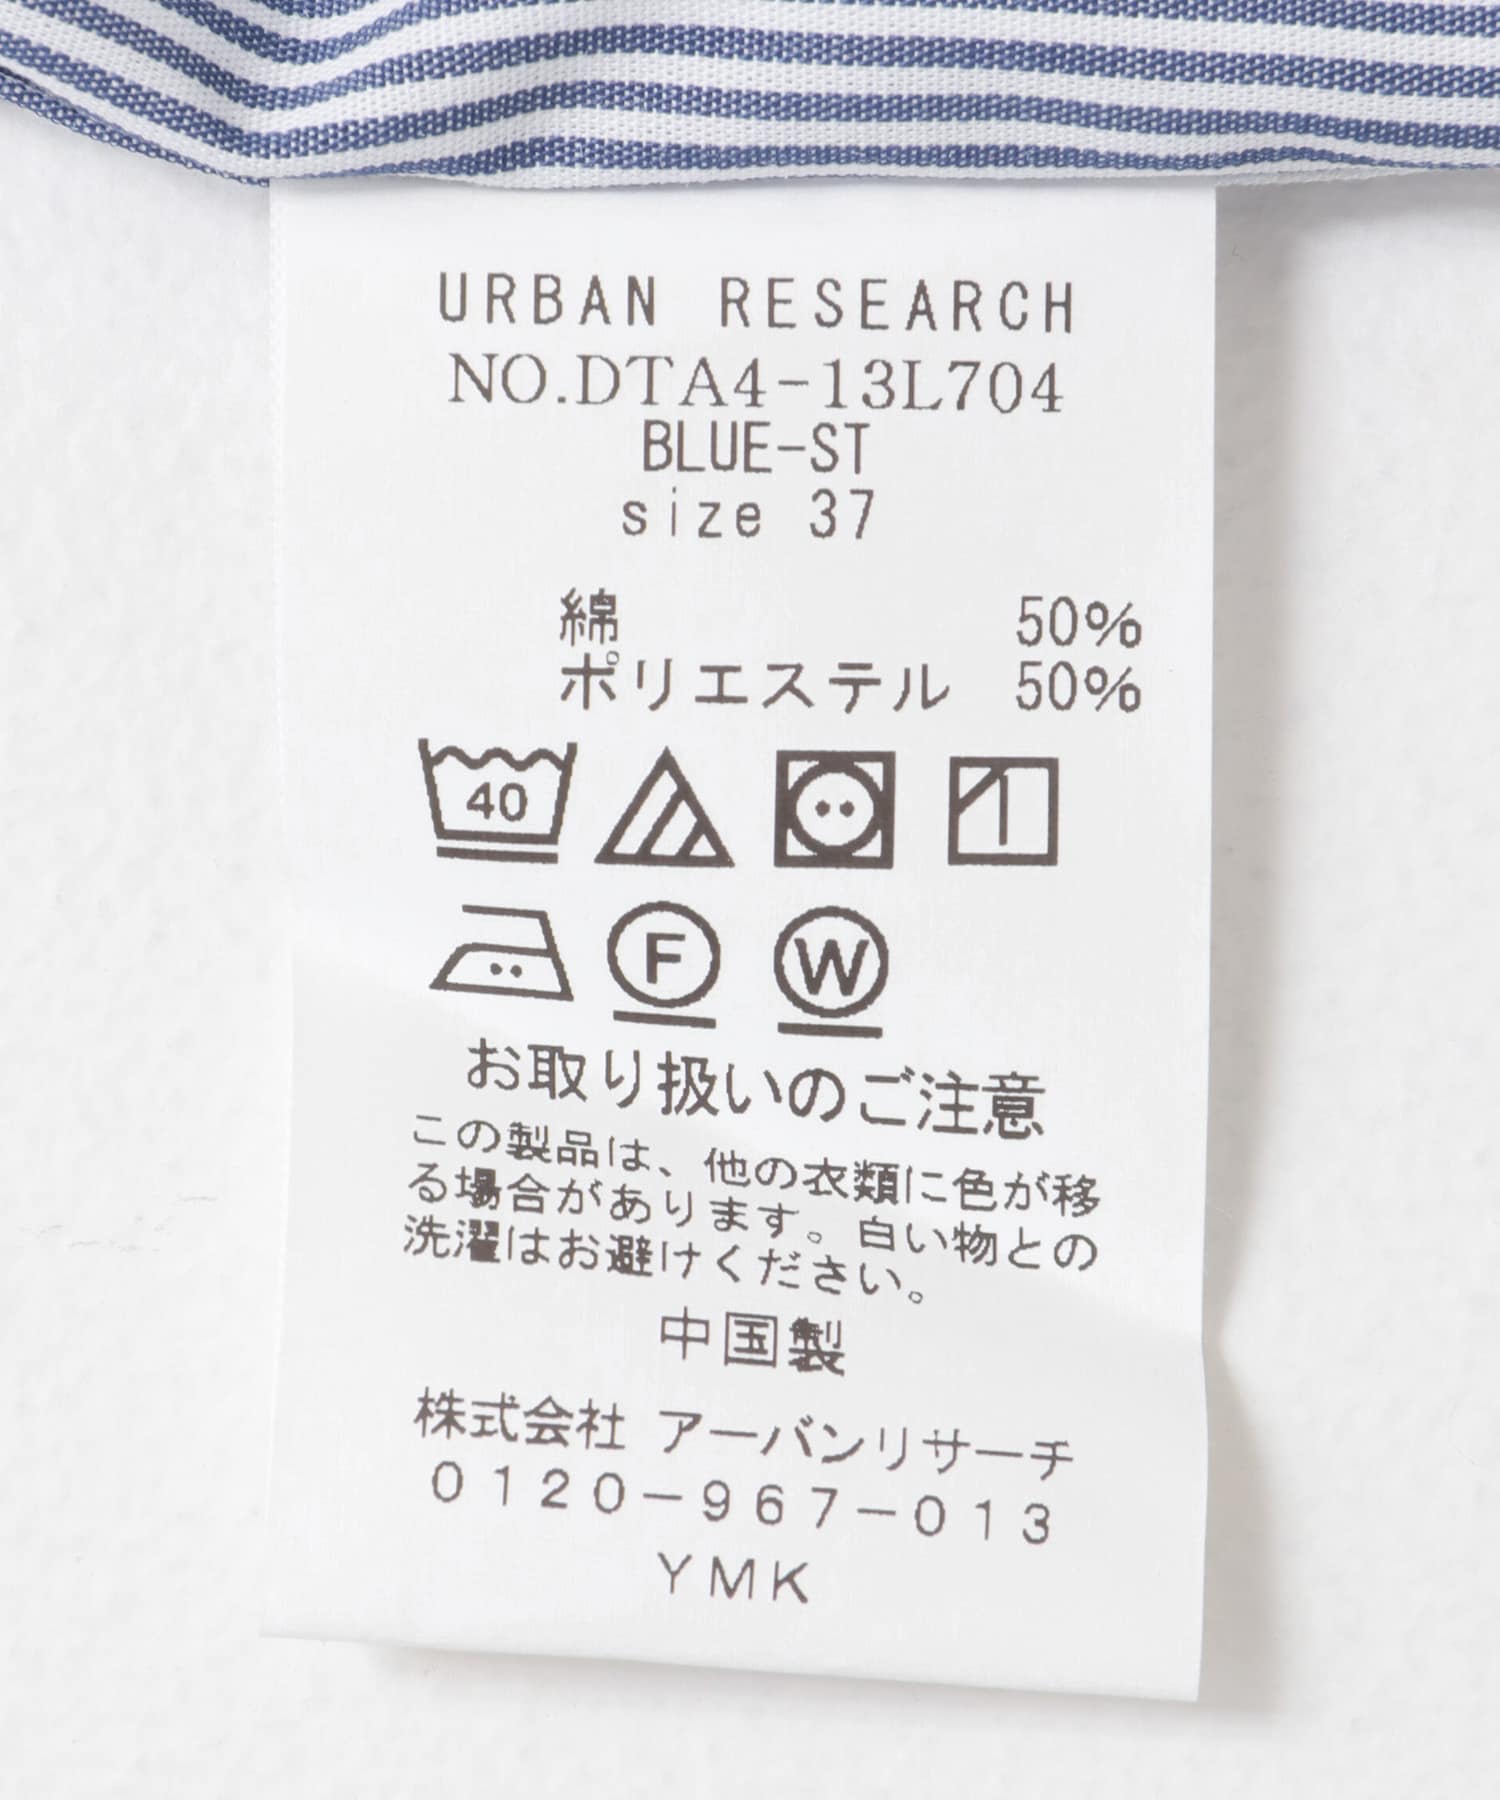 URBAN RESEARCH
NO.DTA4-13L704
BLUE-ST
size 37
綿 50%
ポリエステル 50%
40
F W
お取り扱いのご注意
この製品は、他の衣類に色が移
る場合があります。白い物との
洗濯はお避けください。
中国製
株式会社 アーバンリサーチ
0120-967-013
YMK